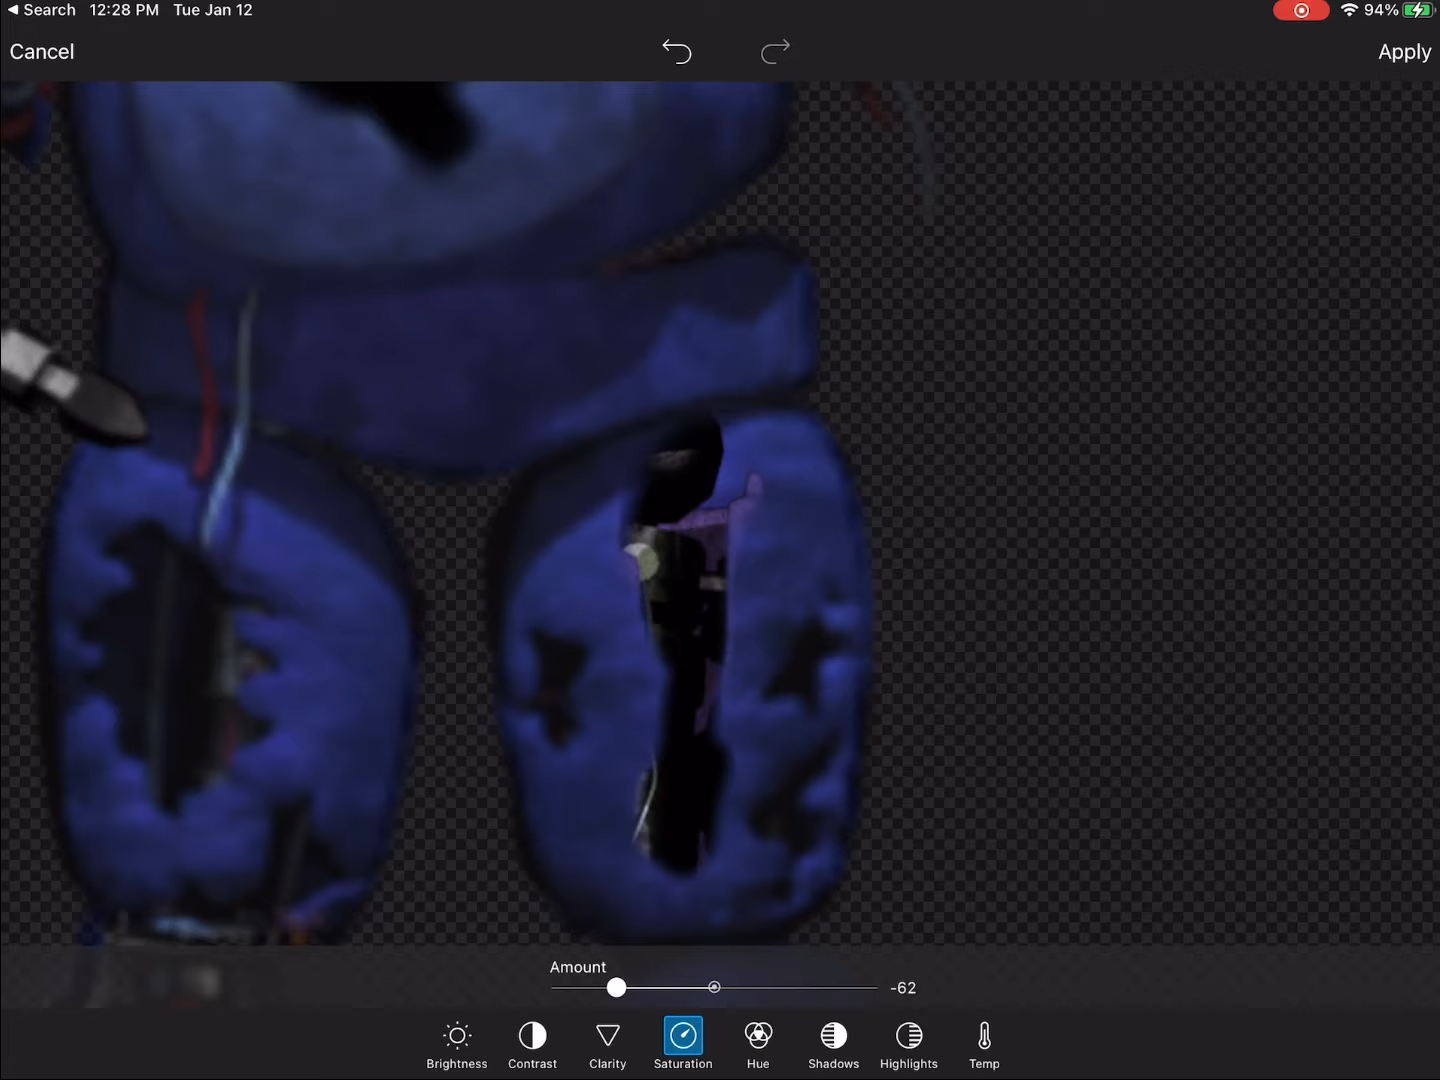 Search 12:28 PM Tue Jan 12 94%
Cancel Apply
Amount
-62
Brightness Contrast Clarity Saturation Hue Shadows Highlights Temp